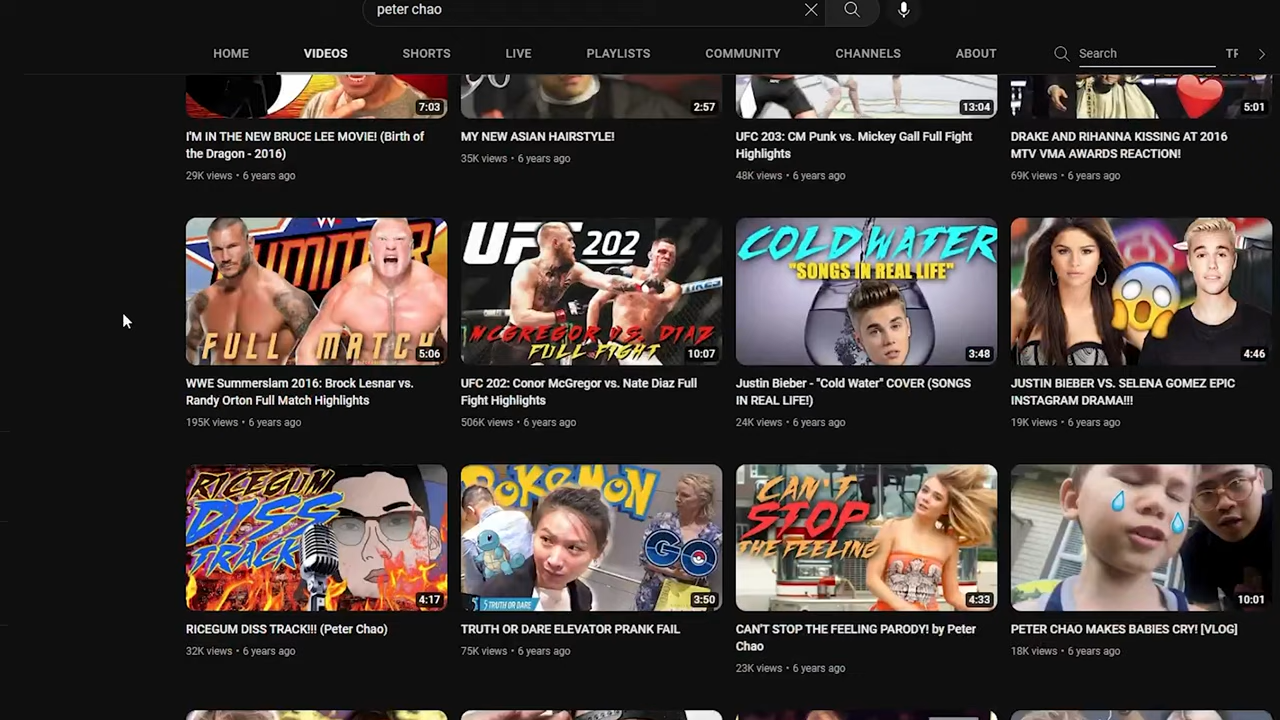 peter chao
HOME VIDEOS SHORTS LIVE PLAYLISTS COMMUNITY CHANNELS ABOUT Search
7:03 2:57 13:04 5:01
I'M IN THE NEW BRUCE LEE MOVIE! (Birth of
the Dragon - 2016)
29K views • 6 years ago
MY NEW ASIAN HAIRSTYLE!
35K views • 6 years ago
UFC 203: CM Punk vs. Mickey Gall Full Fight
Highlights
48K views • 6 years ago
DRAKE AND RIHANNA KISSING AT 2016
MTV VMA AWARDS REACTION!
69K views • 6 years ago
SUMMER
FULL MATCH
5:06
WWE Summerslam 2016: Brock Lesnar vs.
Randy Orton Full Match Highlights
195K views • 6 years ago
UFC 202
MCGREGOR VS. DIAZ
FULL FIGHT
10:07
UFC 202: Conor McGregor vs. Nate Diaz Full
Fight Highlights
506K views • 6 years ago
COLD WATER
"SONGS IN REAL LIFE"
3:48
Justin Bieber - "Cold Water" COVER (SONGS
IN REAL LIFE!)
24K views • 6 years ago
4:46
JUSTIN BIEBER VS. SELENA GOMEZ EPIC
INSTAGRAM DRAMA!!!
19K views • 6 years ago
RICEGUM
DISS
TRACK
4:17
RICEGUM DISS TRACK!!! (Peter Chao)
32K views • 6 years ago
POKÉMON
GO
TRUTH OR DARE
3:50
TRUTH OR DARE ELEVATOR PRANK FAIL
75K views • 6 years ago
CAN'T
STOP
THE FEELING
4:33
CAN'T STOP THE FEELING PARODY! by Peter
Chao
23K views • 6 years ago
10:01
PETER CHAO MAKES BABIES CRY! [VLOG]
18K views • 6 years ago